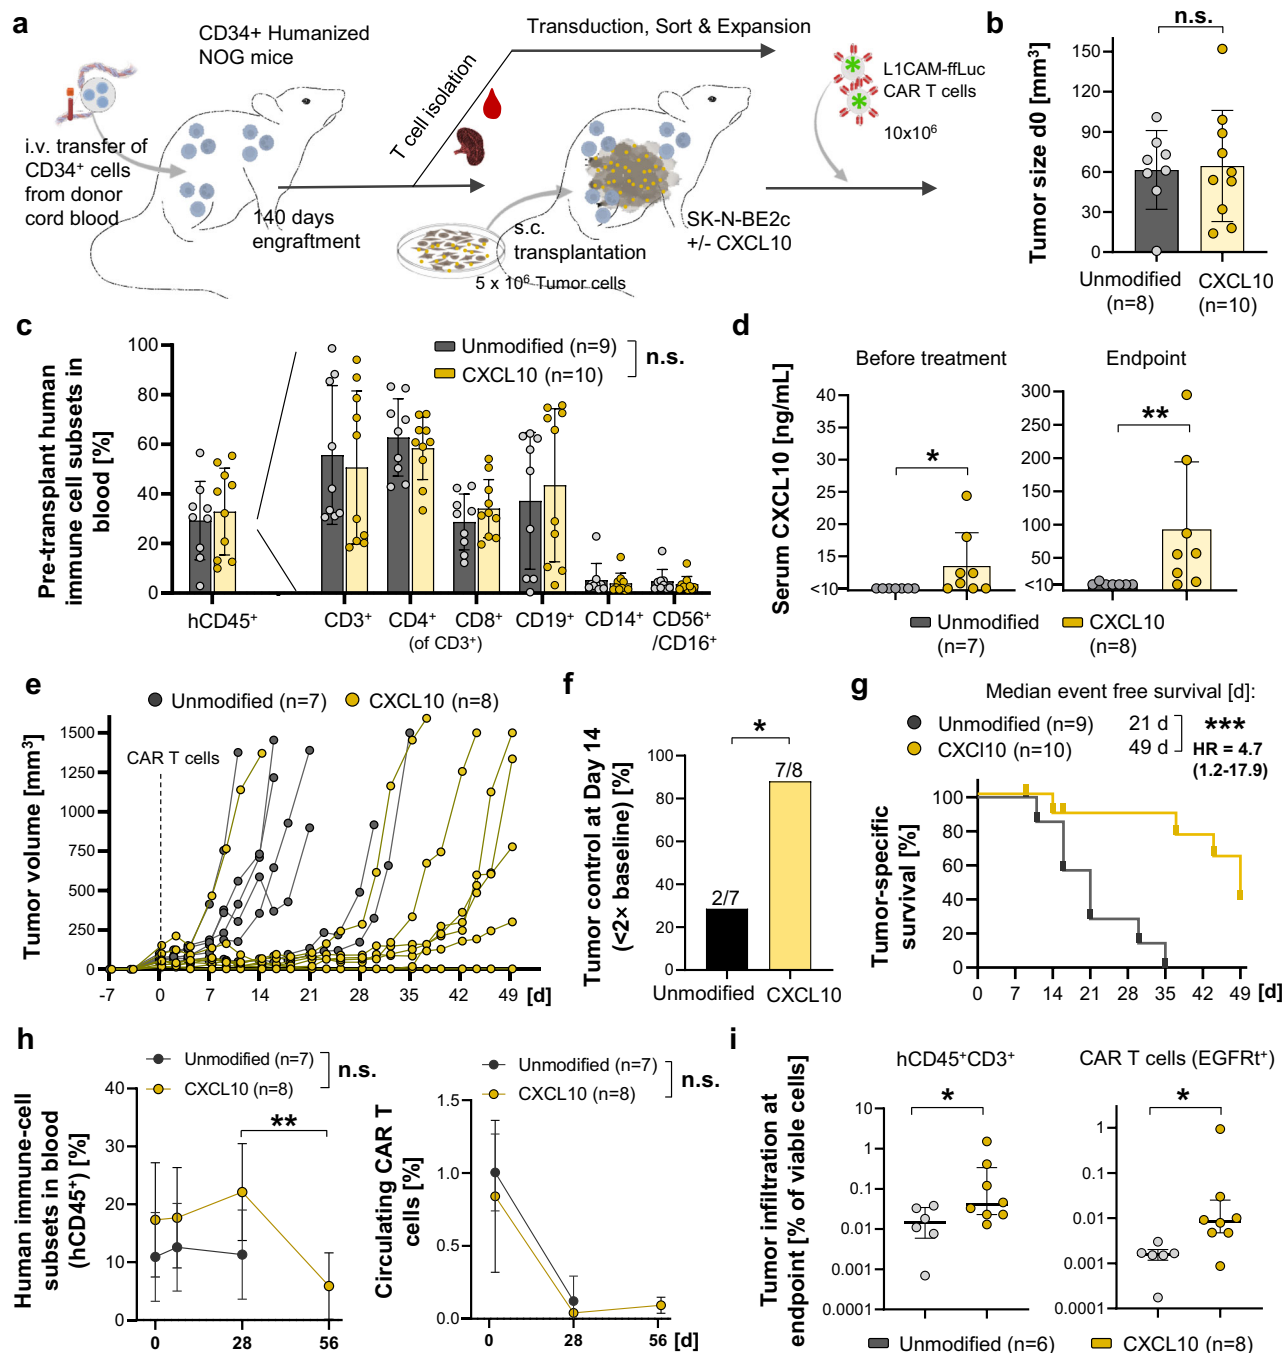 a
CD34+ Humanized
NOG mice
i.v. transfer of
CD34⁺ cells
from donor
cord blood
140 days
engraftment
T cell isolation
Transduction, Sort & Expansion
s.c.
transplantation
5 x 10⁶ Tumor cells
SK-N-BE2c
+/- CXCL10
L1CAM-ffLuc
CAR T cells
10x10⁶
b
n.s.
Tumor size d0 [mm³]
150
120
90
60
30
0
Unmodified
(n=8)
CXCL10
(n=10)
c
Pre-transplant human
immune cell subsets in
blood [%]
100
80
60
40
20
0
Unmodified (n=9)
CXCL10 (n=10)
n.s.
hCD45⁺
CD3⁺
CD4⁺
CD8⁺
(of CD3⁺)
CD19⁺
CD14⁺
CD56⁺
/CD16⁺
d
Before treatment
Endpoint
Serum CXCL10 [ng/mL]
40
35
30
25
20
15
<10
*
300
250
200
150
100
50
<10
**
Unmodified
(n=7)
CXCL10
(n=8)
e
Unmodified (n=7)
CXCL10 (n=8)
Tumor volume [mm³]
1500
1250
1000
750
500
250
0
CAR T cells
-7 0 7 14 21 28 35 42 49 [d]
f
Tumor control at Day 14
(<2× baseline) [%]
100
80
60
40
20
0
*
2/7
7/8
Unmodified
CXCL10
g
Median event free survival [d]:
Unmodified (n=9) 21 d
CXCl10 (n=10) 49 d
***
HR = 4.7
(1.2-17.9)
Tumor-specific
survival [%]
100
80
60
40
20
0
0 7 14 21 28 35 42 49 [d]
h
Unmodified (n=7)
CXCL10 (n=8)
n.s.
Human immune-cell
subsets in blood
(hCD45⁺) [%]
40
30
20
10
0
**
0 28 56
Unmodified (n=7)
CXCL10 (n=8)
n.s.
Circulating CAR T
cells [%]
1.5
1.0
0.5
0.0
0 28 56 [d]
i
hCD45⁺CD3⁺
CAR T cells (EGFRt⁺)
Tumor infiltration at
endpoint [% of viable cells]
10
1
0.1
0.01
0.001
0.0001
*
1
0.1
0.01
0.001
0.0001
*
Unmodified (n=6)
CXCL10 (n=8)